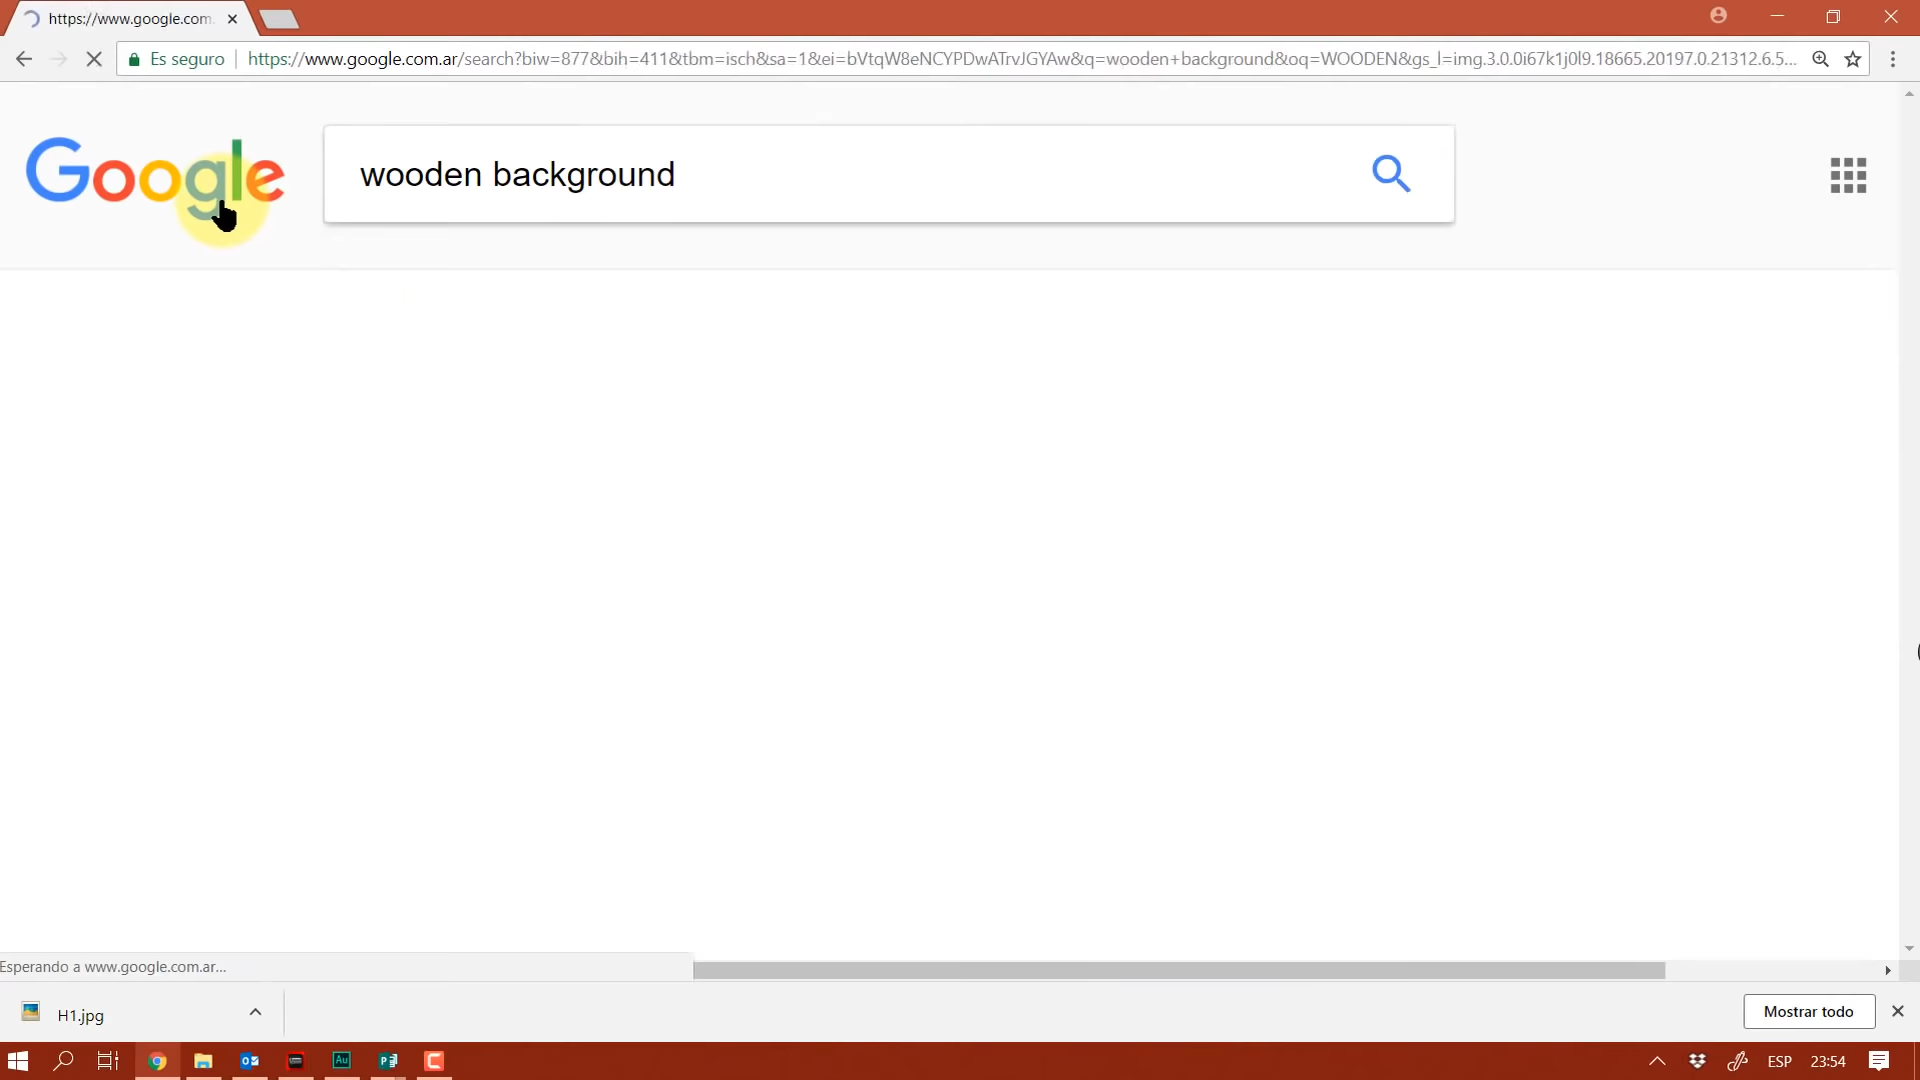 https://www.google.com.
Es seguro
https://www.google.com.ar/search?biw=877&bih=411&tbm=isch&sa=1&ei=bVtqW8eNCYPDwATrvJGYAw&q=wooden+background&oq=WOODEN&gs_l=img.3.0.0i67k1j0l9.18665.20197.0.21312.6.5...
Google
wooden background
Esperando a www.google.com.ar...
H1.jpg
Mostrar todo
Au
ESP
23:54